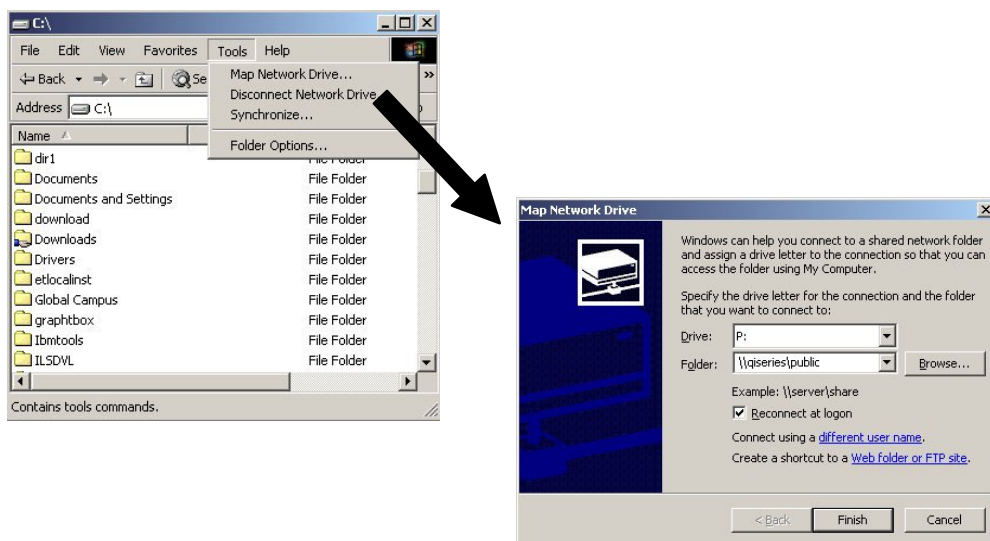 C:\
File Edit View Favorites Tools Help
Back Se »
Address C:\
Map Network Drive...
Disconnect Network Drive
Synchronize...
Folder Options...
Name
dir1 File Folder
Documents File Folder
Documents and Settings File Folder
download File Folder
Downloads File Folder
Drivers File Folder
etlocalinst File Folder
Global Campus File Folder
graphtbox File Folder
Ibmtools File Folder
ILSDVL File Folder
Contains tools commands.
Map Network Drive
Windows can help you connect to a shared network folder
and assign a drive letter to the connection so that you can
access the folder using My Computer.
Specify the drive letter for the connection and the folder
that you want to connect to:
Drive: P:
Folder: \\qiseries\public Browse...
Example: \\server\share
Reconnect at logon
Connect using a different user name.
Create a shortcut to a Web folder or FTP site.
< Back Finish Cancel